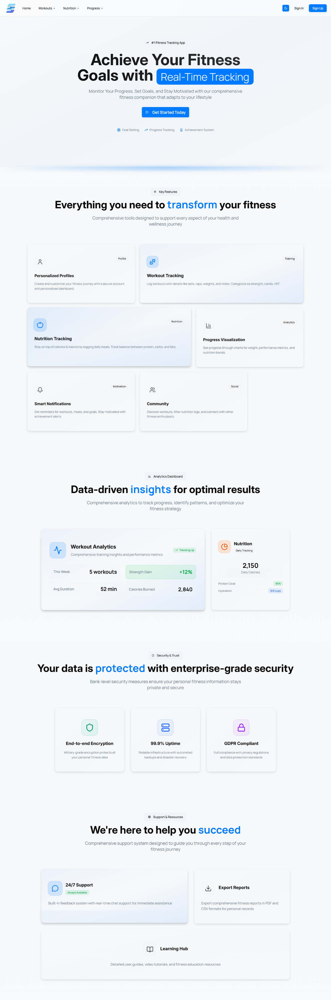 Home
Workouts
Nutrition
Progress
Sign In
Sign Up
#1 Fitness Tracking App
Achieve Your Fitness
Goals with Real-Time Tracking
Monitor Your Progress, Set Goals, and Stay Motivated with our comprehensive
fitness companion that adapts to your lifestyle
Get Started Today
Goal Setting
Progress Tracking
Achievement System
Key Features
Everything you need to transform your fitness
Comprehensive tools designed to support every aspect of your health and
wellness journey
Profile
Personalized Profiles
Create and customize your fitness journey with a secure account
and personalized dashboard.
Training
Workout Tracking
Log workouts with details like sets, reps, weights, and notes. Categorize as strength, cardio, HIIT.
Nutrition
Nutrition Tracking
Stay on top of calories & macros by logging daily meals. Track balance between protein, carbs, and fats.
Analytics
Progress Visualization
See progress through charts for weight, performance metrics, and
nutrition trends.
Motivation
Smart Notifications
Get reminders for workouts, meals, and goals. Stay motivated with
achievement alerts.
Social
Community
Discover workouts, filter nutrition logs, and connect with other
fitness enthusiasts.
Analytics Dashboard
Data-driven insights for optimal results
Comprehensive analytics to track progress, identify patterns, and optimize your
fitness strategy
Workout Analytics
Comprehensive training insights and performance metrics
Trending Up
This Week
5 workouts
Strength Gain
+12%
Avg Duration
52 min
Calories Burned
2,840
Nutrition
Daily Tracking
2,150
Daily Calories
Protein Goal
95%
Hydration
8/8 cups
Security & Trust
Your data is protected with enterprise-grade security
Bank-level security measures ensure your personal fitness information stays
private and secure
End-to-end Encryption
Military-grade encryption protects all
your personal fitness data
99.9% Uptime
Reliable infrastructure with automated
backups and disaster recovery
GDPR Compliant
Full compliance with privacy regulations
and data protection standards
Support & Resources
We're here to help you succeed
Comprehensive support system designed to guide you through every step of your
fitness journey
24/7 Support
Always Available
Built-in feedback system with real-time chat support for immediate assistance
Export Reports
Export comprehensive fitness reports in PDF and
CSV formats for personal records
Learning Hub
Detailed user guides, video tutorials, and fitness education resources